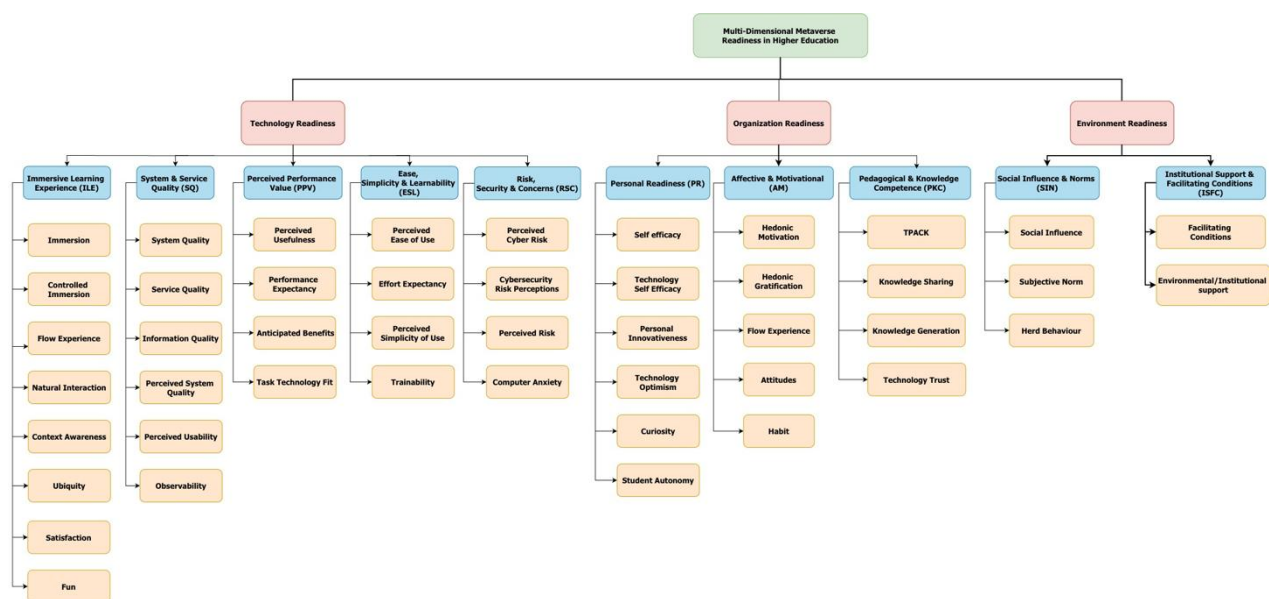 Multi-Dimensional Metaverse
Readiness in Higher Education
Technology Readiness
Organization Readiness
Environment Readiness
Immersive Learning
Experience (ILE)
System & Service
Quality (SQ)
Perceived Performance
Value (PPV)
Ease,
Simplicity & Learnability
(ESL)
Risk,
Security & Concerns (RSC)
Personal Readiness (PR)
Affective & Motivational
(AM)
Pedagogical & Knowledge
Competence (PKC)
Social Influence & Norms
(SIN)
Institutional Support &
Facilitating Conditions
(ISFC)
Immersion
Controlled
Immersion
Flow Experience
Natural Interaction
Context Awareness
Ubiquity
Satisfaction
Fun
System Quality
Service Quality
Information Quality
Perceived System
Quality
Perceived Usability
Observability
Perceived
Usefulness
Performance
Expectancy
Anticipated Benefits
Task Technology Fit
Perceived
Ease of Use
Effort Expectancy
Perceived
Simplicity of Use
Trainability
Perceived
Cyber Risk
Cybersecurity
Risk Perceptions
Perceived Risk
Computer Anxiety
Self efficacy
Technology
Self Efficacy
Personal
Innovativeness
Technology
Optimism
Curiosity
Student Autonomy
Hedonic
Motivation
Hedonic
Gratification
Flow Experience
Attitudes
Habit
TPACK
Knowledge Sharing
Knowledge Generation
Technology Trust
Social Influence
Subjective Norm
Herd Behaviour
Facilitating
Conditions
Environmental/Institutional
support